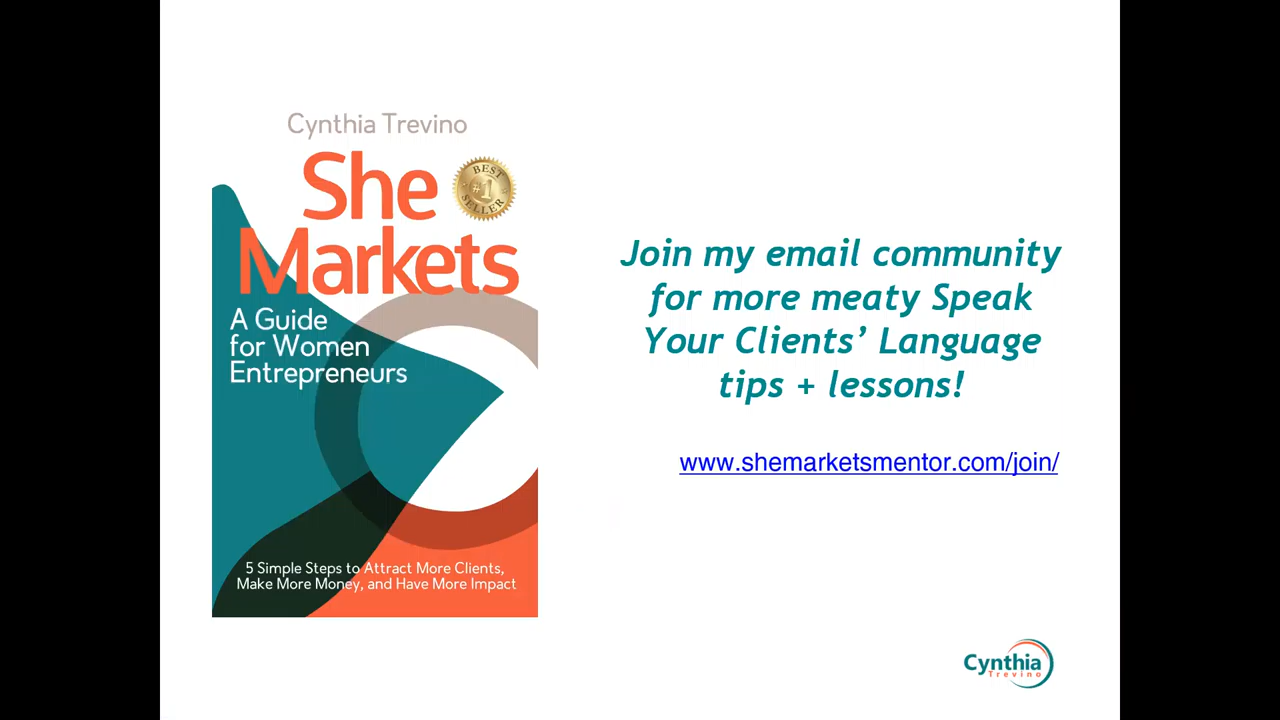 Cynthia Trevino
She
BEST
#1
SELLER
Markets
A Guide
for Women
Entrepreneurs
5 Simple Steps to Attract More Clients,
Make More Money, and Have More Impact
Join my email community
for more meaty Speak
Your Clients’ Language
tips + lessons!
www.shemarketsmentor.com/join/
Cynthia
Trevino